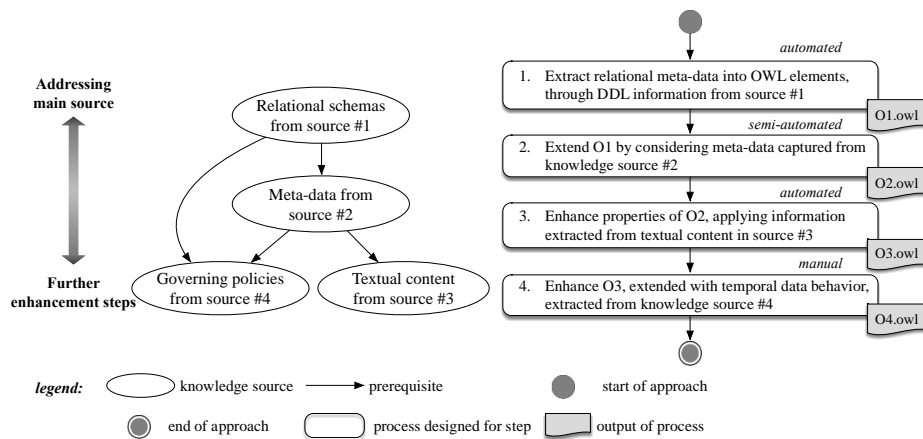 Addressing
main source
Further
enhancement steps
Relational schemas
from source #1
Meta-data from
source #2
Governing policies
from source #4
Textual content
from source #3
automated
1. Extract relational meta-data into OWL elements,
through DDL information from source #1
O1.owl
semi-automated
2. Extend O1 by considering meta-data captured from
knowledge source #2
O2.owl
automated
3. Enhance properties of O2, applying information
extracted from textual content in source #3
O3.owl
manual
4. Enhance O3, extended with temporal data behavior,
extracted from knowledge source #4
O4.owl
legend:
knowledge source
prerequisite
start of approach
end of approach
process designed for step
output of process